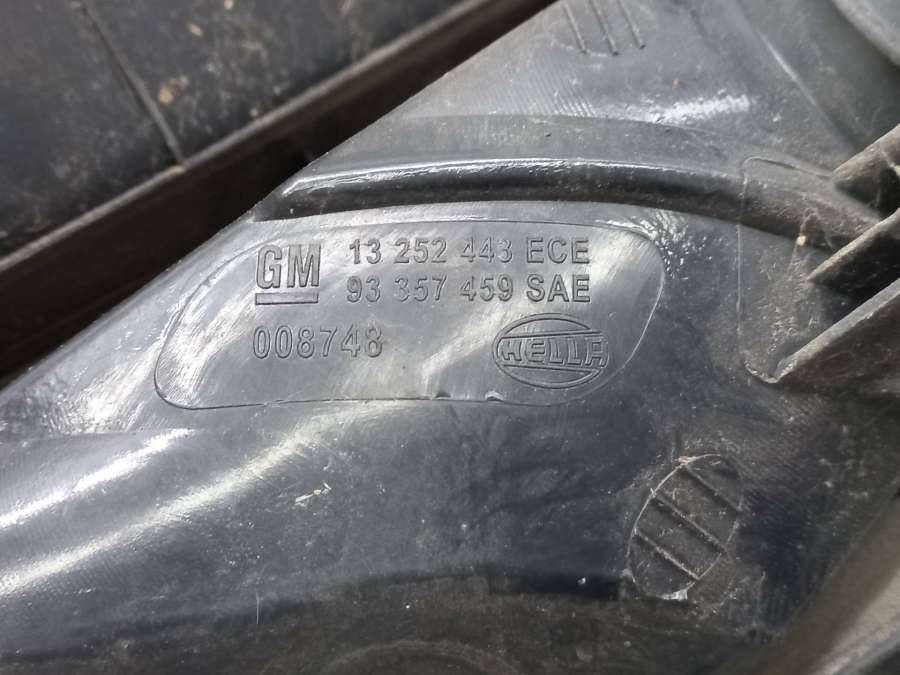 GM 13 252 443 ECE
93 357 459 SAE
008748 HELLA